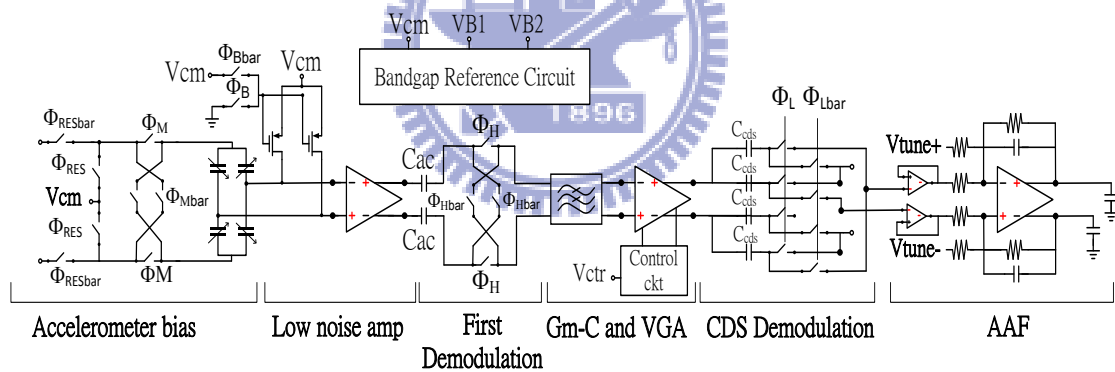 Vcm VB1 VB2
Bandgap Reference Circuit
1896
Vcm
ΦBbar
ΦB
Vcm
ΦRESbar
ΦM
ΦRES
Vcm
ΦMbar
ΦRES
ΦRESbar
ΦM
Cac
Cac
ΦH
ΦHbar
ΦHbar
ΦH
Vctr
Control
ckt
Ccds
Ccds
Ccds
Ccds
ΦL ΦLbar
Vtune+
Vtune-
+
-
+
-
+
-
-
-
+
-
Accelerometer bias
Low noise amp
First
Demodulation
Gm-C and VGA
CDS Demodulation
AAF